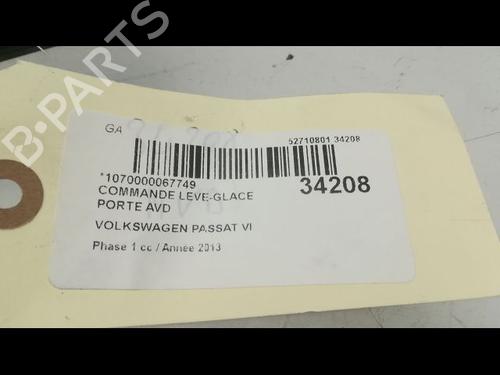 B-PARTS
GA
52710801 34208
*1070000067749
34208
COMMANDE LEVE-GLACE
PORTE AVD
VOLKSWAGEN PASSAT VI
Phase 1 cc / Année 2013